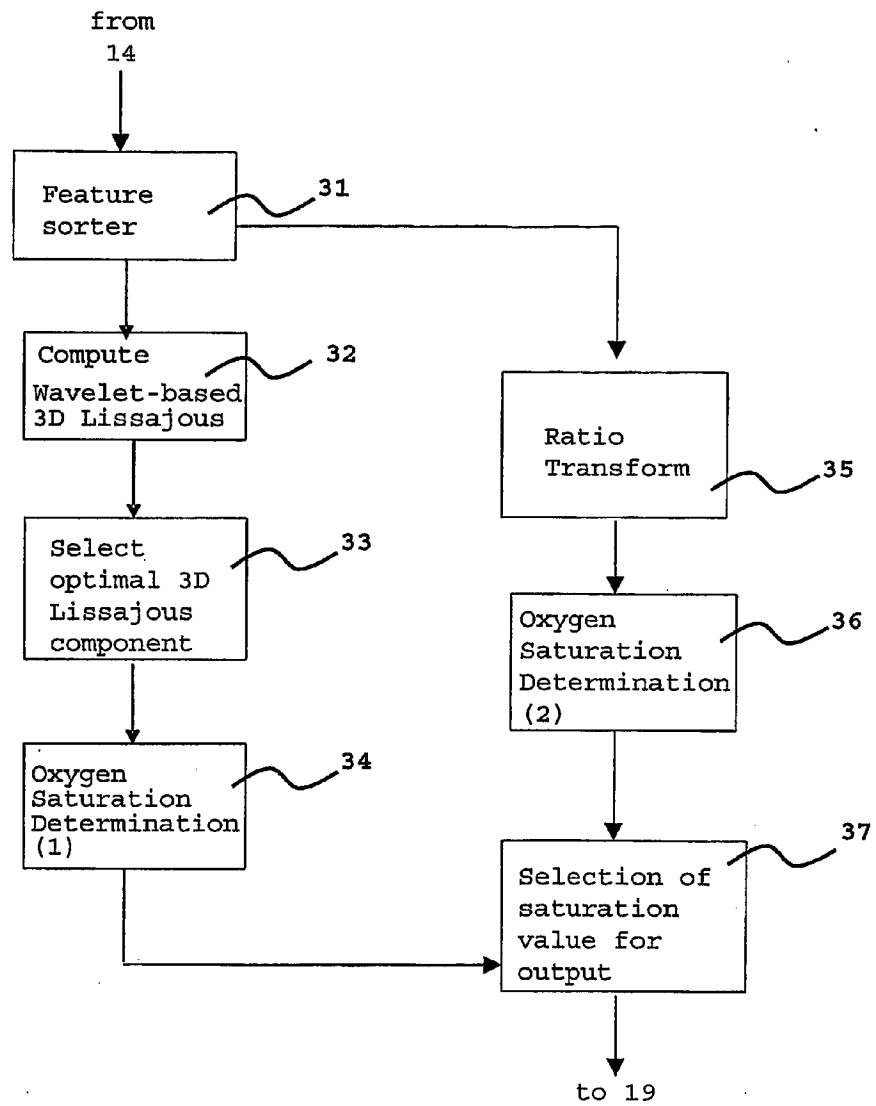 from
14
Feature
sorter
31
Compute
Wavelet-based
3D Lissajous
32
Select
optimal 3D
Lissajous
component
33
Oxygen
Saturation
Determination
(1)
34
Ratio
Transform
35
Oxygen
Saturation
Determination
(2)
36
Selection of
saturation
value for
output
37
to 19